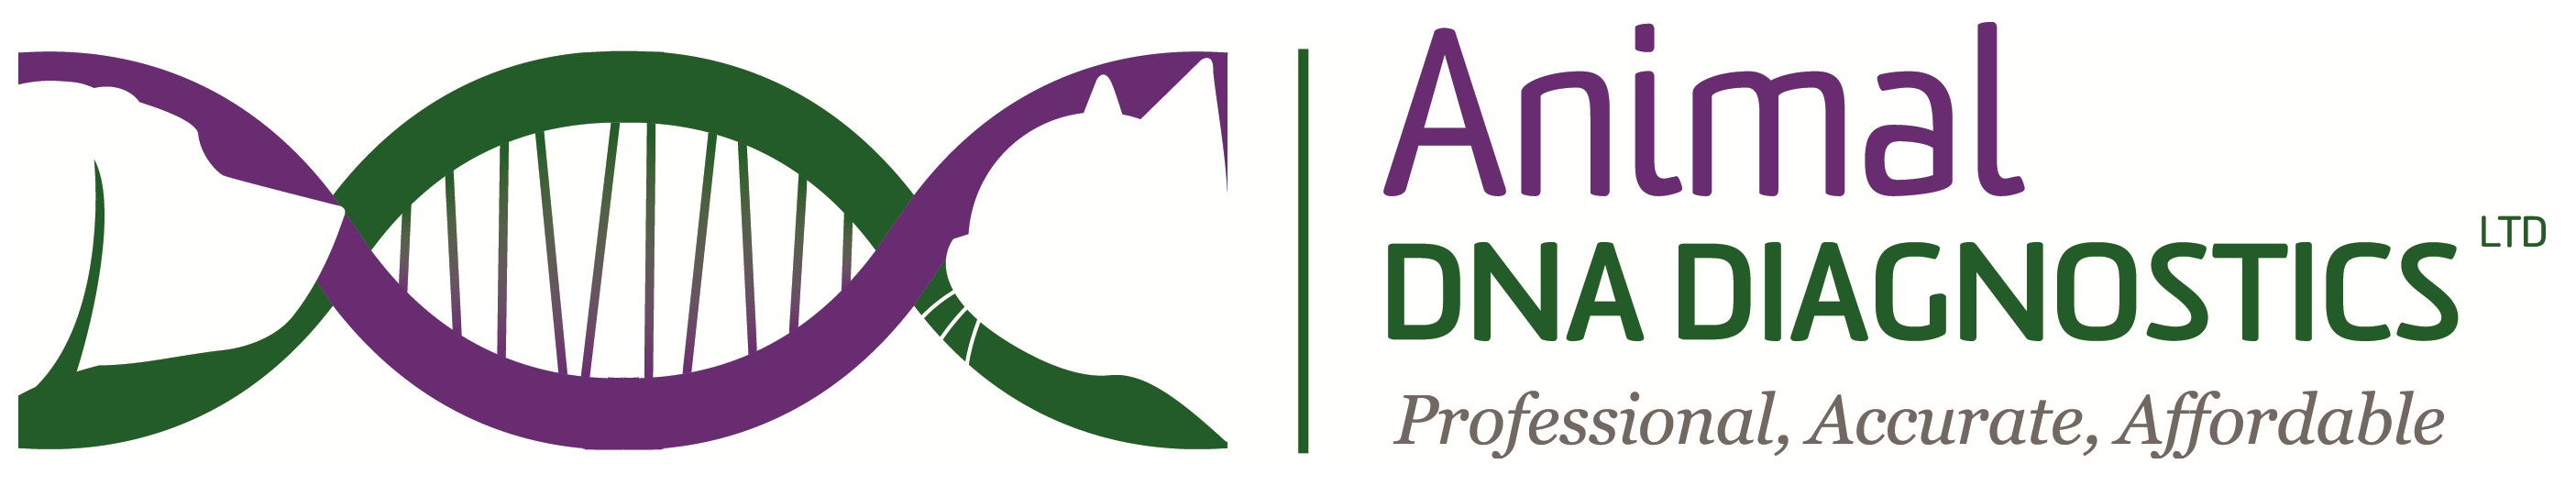 Animal
DNA DIAGNOSTICS LTD
Professional, Accurate, Affordable